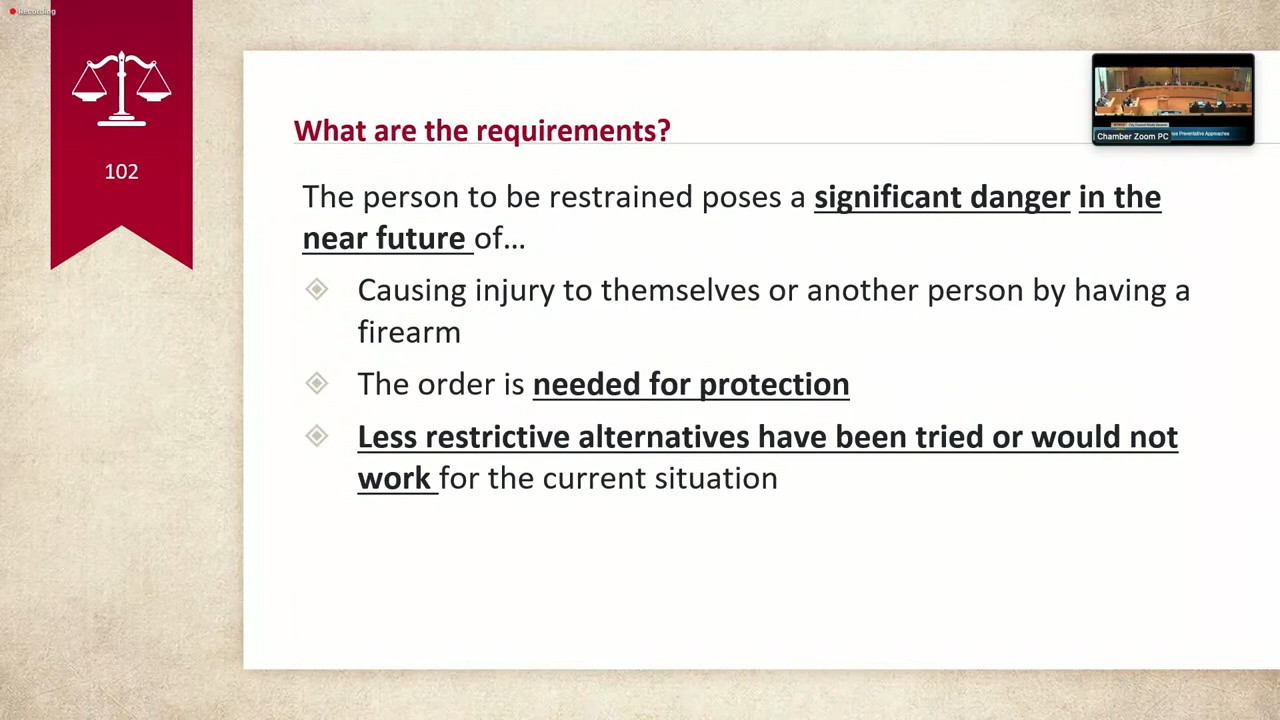 Recording
102
What are the requirements?
Chamber Zoom PC
Preventative Approaches
The person to be restrained poses a significant danger in the
near future of...
Causing injury to themselves or another person by having a
firearm
The order is needed for protection
Less restrictive alternatives have been tried or would not
work for the current situation